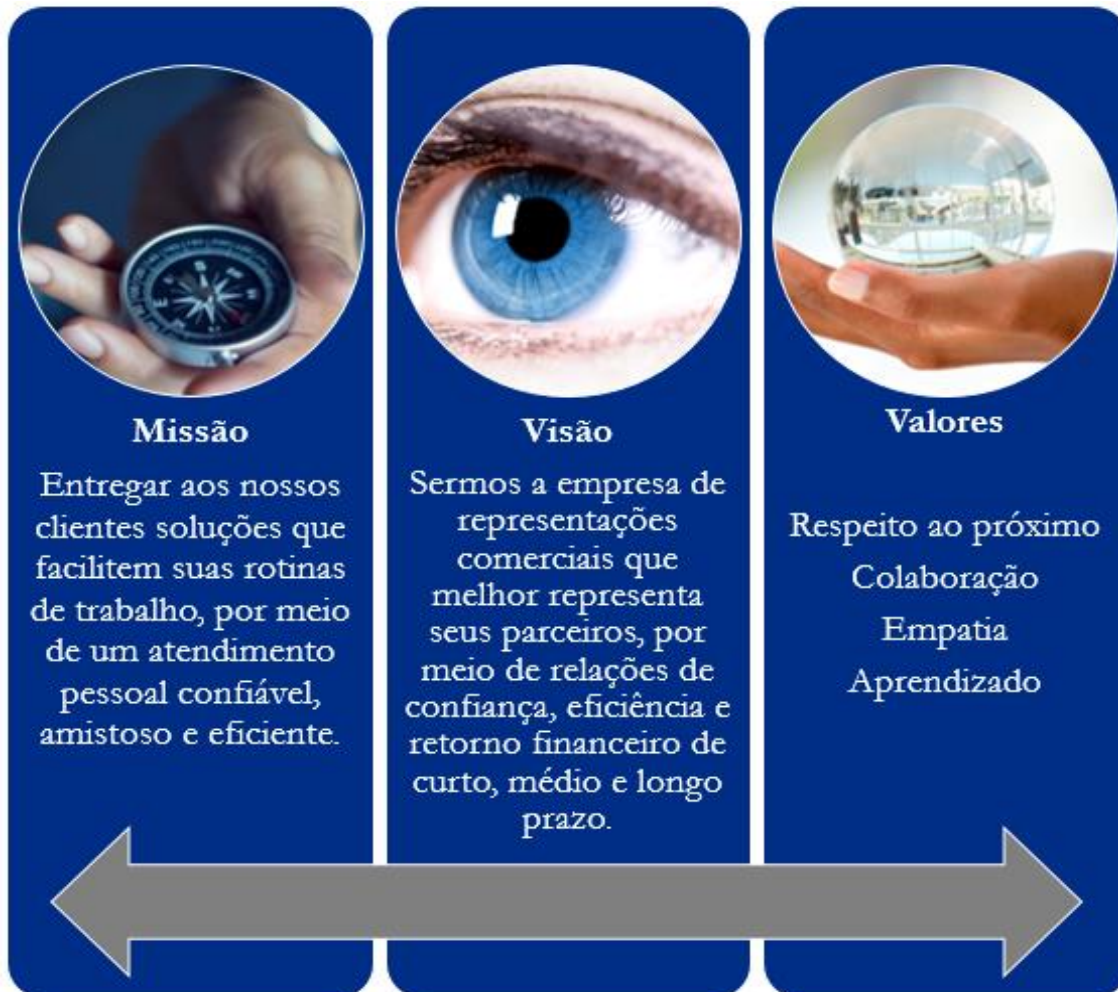 Missão
Entregar aos nossos
clientes soluções que
facilitem suas rotinas
de trabalho, por meio
de um atendimento
pessoal confiável,
amistoso e eficiente.
Visão
Sermos a empresa de
representações
comerciais que
melhor representa
seus parceiros, por
meio de relações de
confiança, eficiência e
retorno financeiro de
curto, médio e longo
prazo.
Valores
Respeito ao próximo
Colaboração
Empatia
Aprendizado